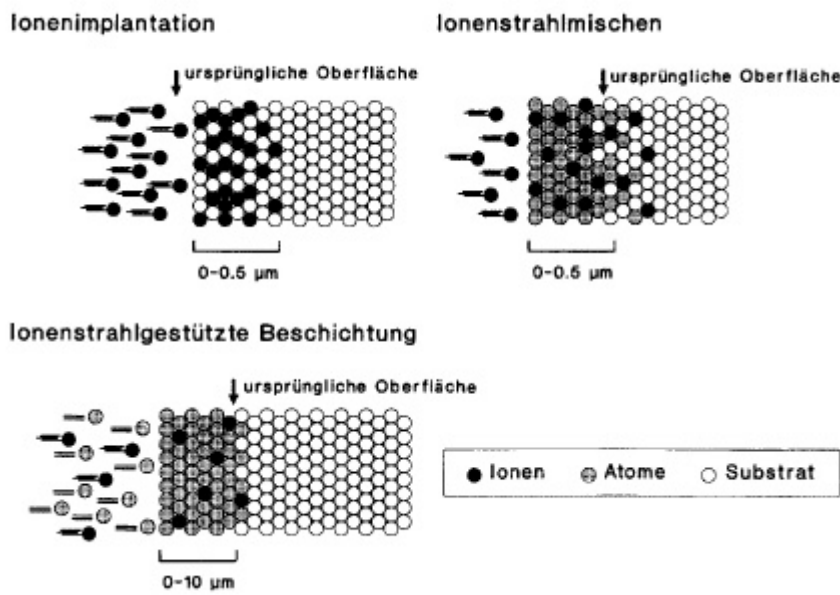 Ionenimplantation
ursprüngliche Oberfläche
0-0.5 µm
Ionenstrahlmischen
ursprüngliche Oberfläche
0-0.5 µm
Ionenstrahlgestützte Beschichtung
ursprüngliche Oberfläche
0-10 µm
Ionen Atome Substrat